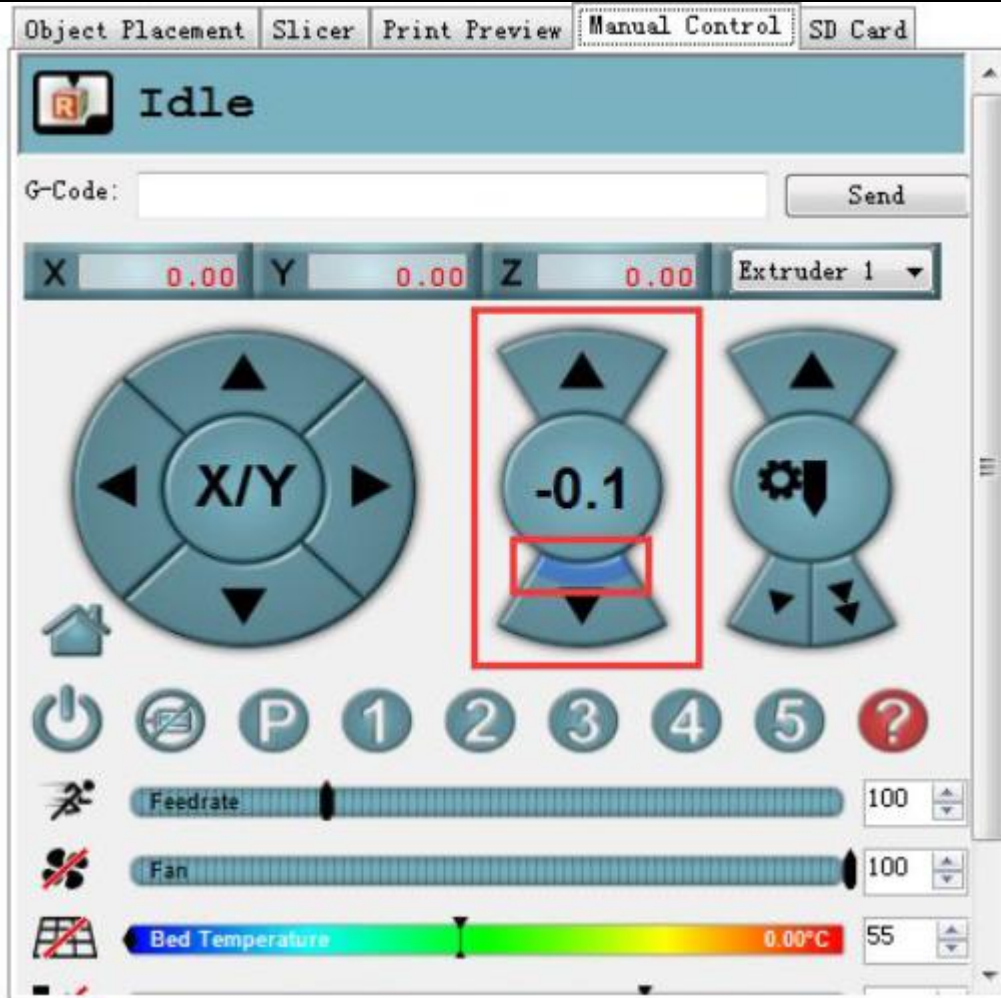 Object Placement Slicer Print Preview Manual Control SD Card
R Idle
G-Code: Send
X 0.00 Y 0.00 Z 0.00 Extruder 1
X/Y -0.1
P 1 2 3 4 5 ?
Feedrate 100
Fan 100
Bed Temperature 0.00°C 55